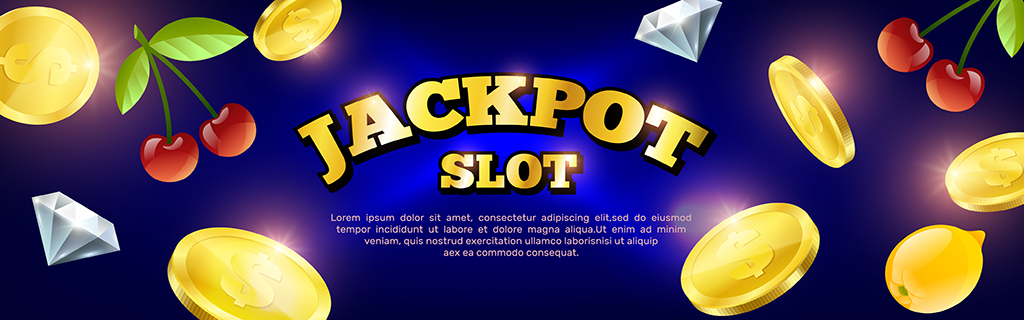 JACKPOT
SLOT
Lorem ipsum dolor sit amet, consectetur adipiscing elit,sed do eiusmod
tempor incididunt ut labore et dolore magna aliqua.Ut enim ad minim
veniam, quis nostrud exercitation ullamco laborisnisi ut aliquip
aex ea commodo consequat.